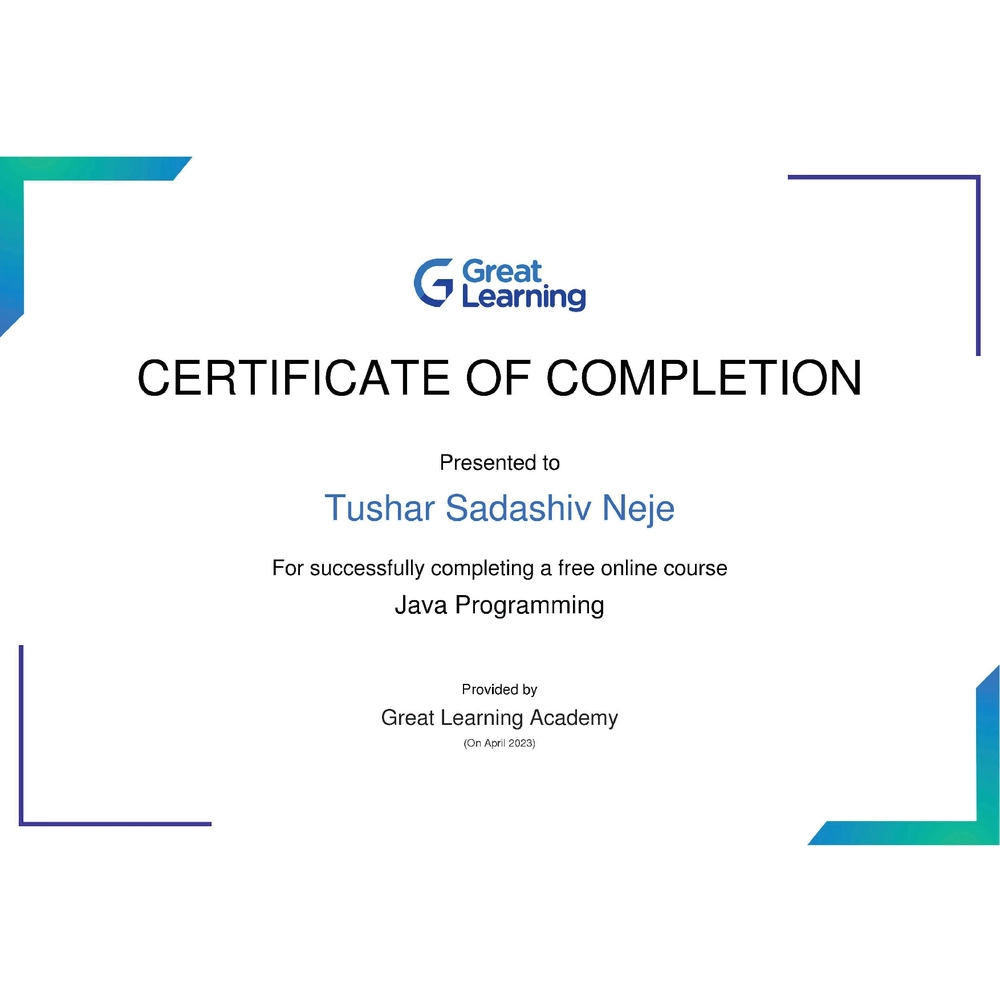 Great
Learning
CERTIFICATE OF COMPLETION
Presented to
Tushar Sadashiv Neje
For successfully completing a free online course
Java Programming
Provided by
Great Learning Academy
(On April 2023)